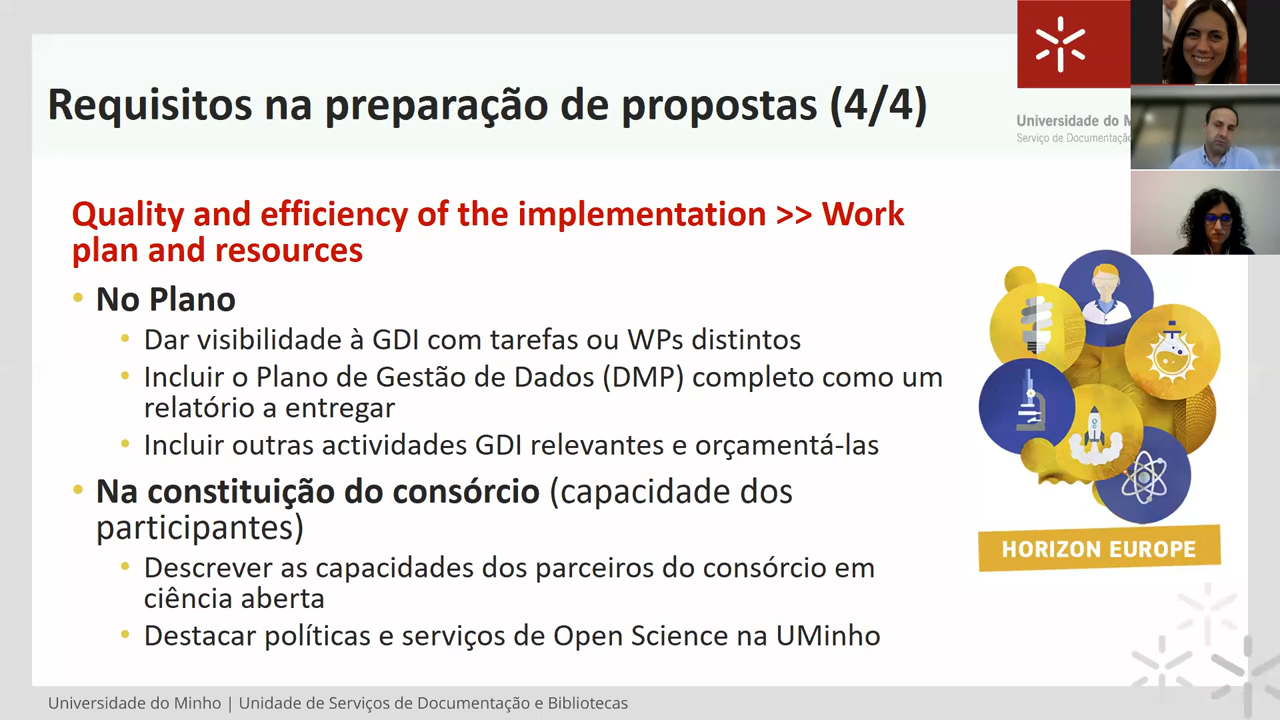 Requisitos na preparação de propostas (4/4)
Universidade do
Serviço de Documentação
Quality and efficiency of the implementation >> Work
plan and resources
• No Plano
• Dar visibilidade à GDI com tarefas ou WPs distintos
• Incluir o Plano de Gestão de Dados (DMP) completo como um
relatório a entregar
• Incluir outras actividades GDI relevantes e orçamentá-las
• Na constituição do consórcio (capacidade dos
participantes)
• Descrever as capacidades dos parceiros do consórcio em
ciência aberta
• Destacar políticas e serviços de Open Science na UMinho
HORIZON EUROPE
Universidade do Minho | Unidade de Serviços de Documentação e Bibliotecas